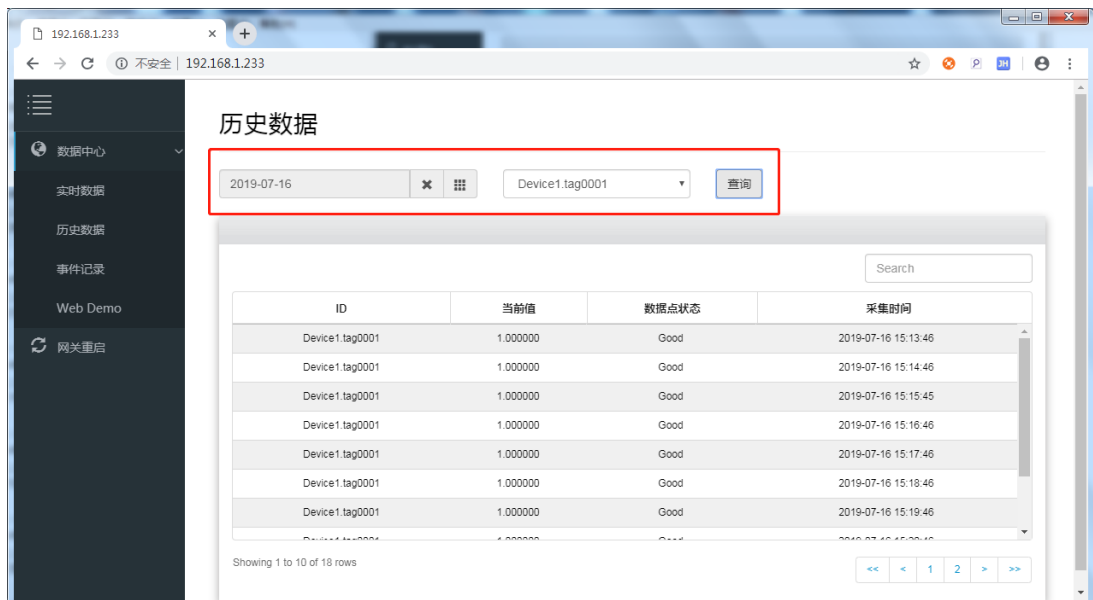 192.168.1.233
不安全 | 192.168.1.233
JH
历史数据
数据中心
2019-07-16
Device1.tag0001
查询
实时数据
历史数据
事件记录
Search
Web Demo
ID 当前值 数据点状态 采集时间
网关重启
Device1.tag0001 1.000000 Good 2019-07-16 15:13:46
Device1.tag0001 1.000000 Good 2019-07-16 15:14:46
Device1.tag0001 1.000000 Good 2019-07-16 15:15:45
Device1.tag0001 1.000000 Good 2019-07-16 15:16:46
Device1.tag0001 1.000000 Good 2019-07-16 15:17:46
Device1.tag0001 1.000000 Good 2019-07-16 15:18:46
Device1.tag0001 1.000000 Good 2019-07-16 15:19:46
Showing 1 to 10 of 18 rows
<< < 1 2 > >>